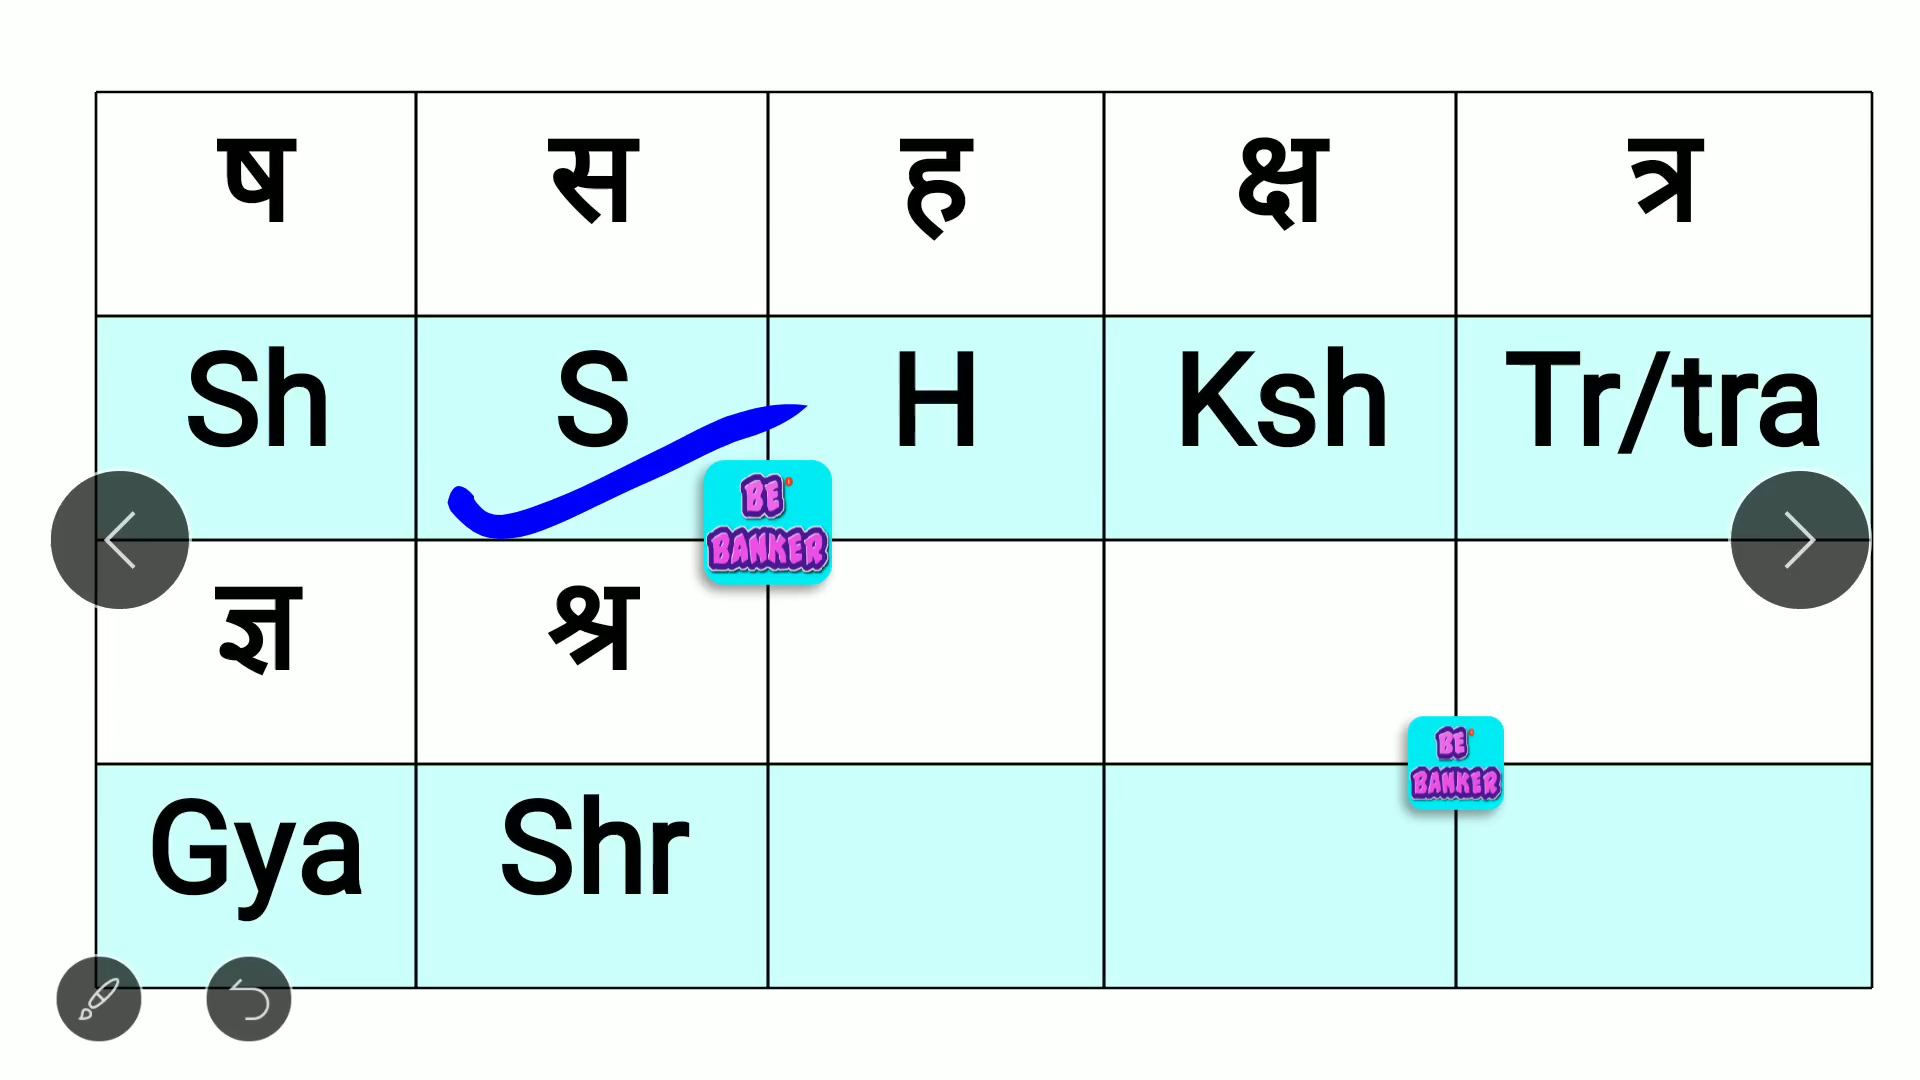 ष स ह क्ष त्र
Sh S H Ksh Tr/tra
BE
BANKER
ज्ञ श्र
BE
BANKER
Gya Shr